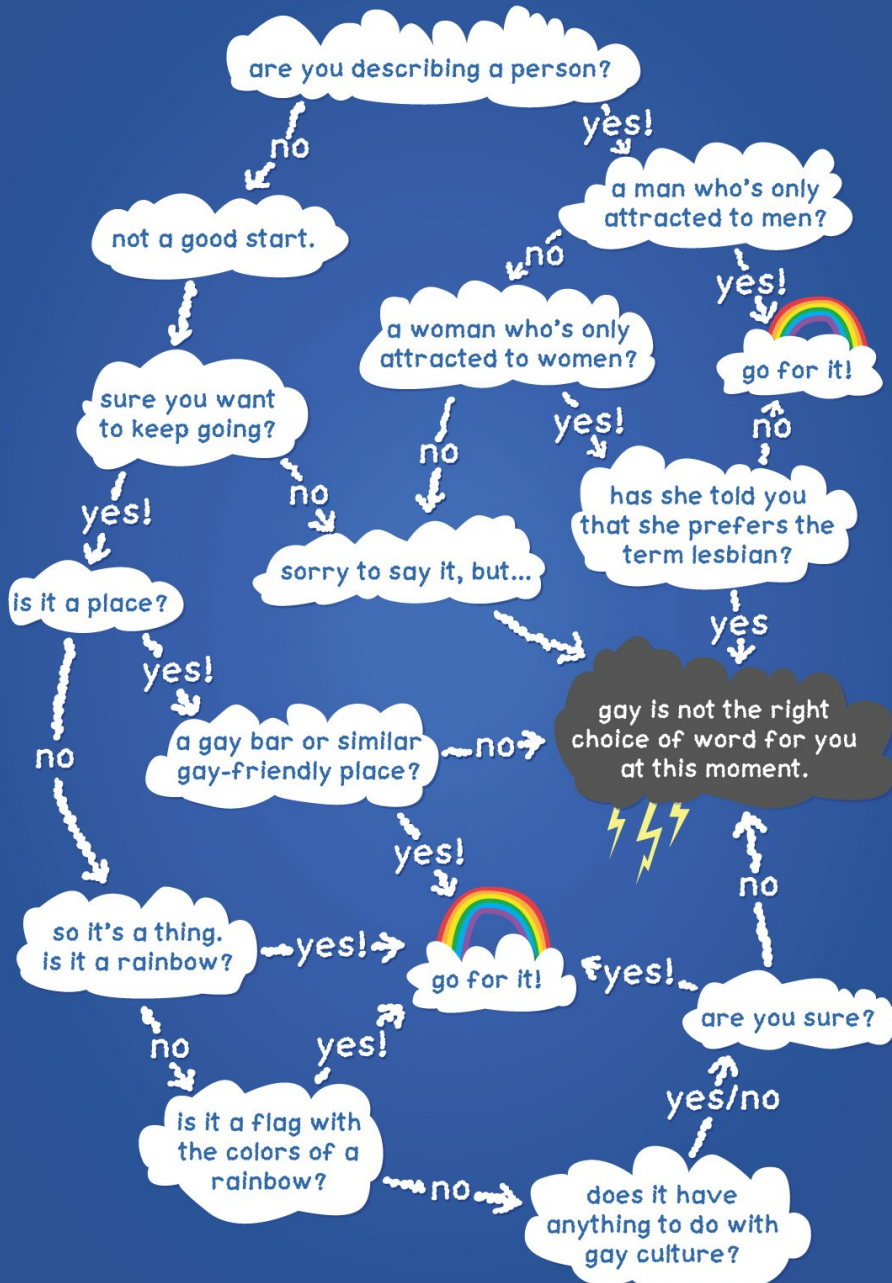 are you describing a person?
no
yes!
not a good start.
a man who's only
attracted to men?
no
yes!
a woman who's only
attracted to women?
go for it!
sure you want
to keep going?
no
yes!
no
yes!
no
has she told you
that she prefers the
term lesbian?
sorry to say it, but...
is it a place?
yes
yes!
no
a gay bar or similar
gay-friendly place?
no
gay is not the right
choice of word for you
at this moment.
yes!
no
so it's a thing.
is it a rainbow?
yes!
go for it!
yes!
are you sure?
no
yes!
yes/no
is it a flag with
the colors of a
rainbow?
no
does it have
anything to do with
gay culture?